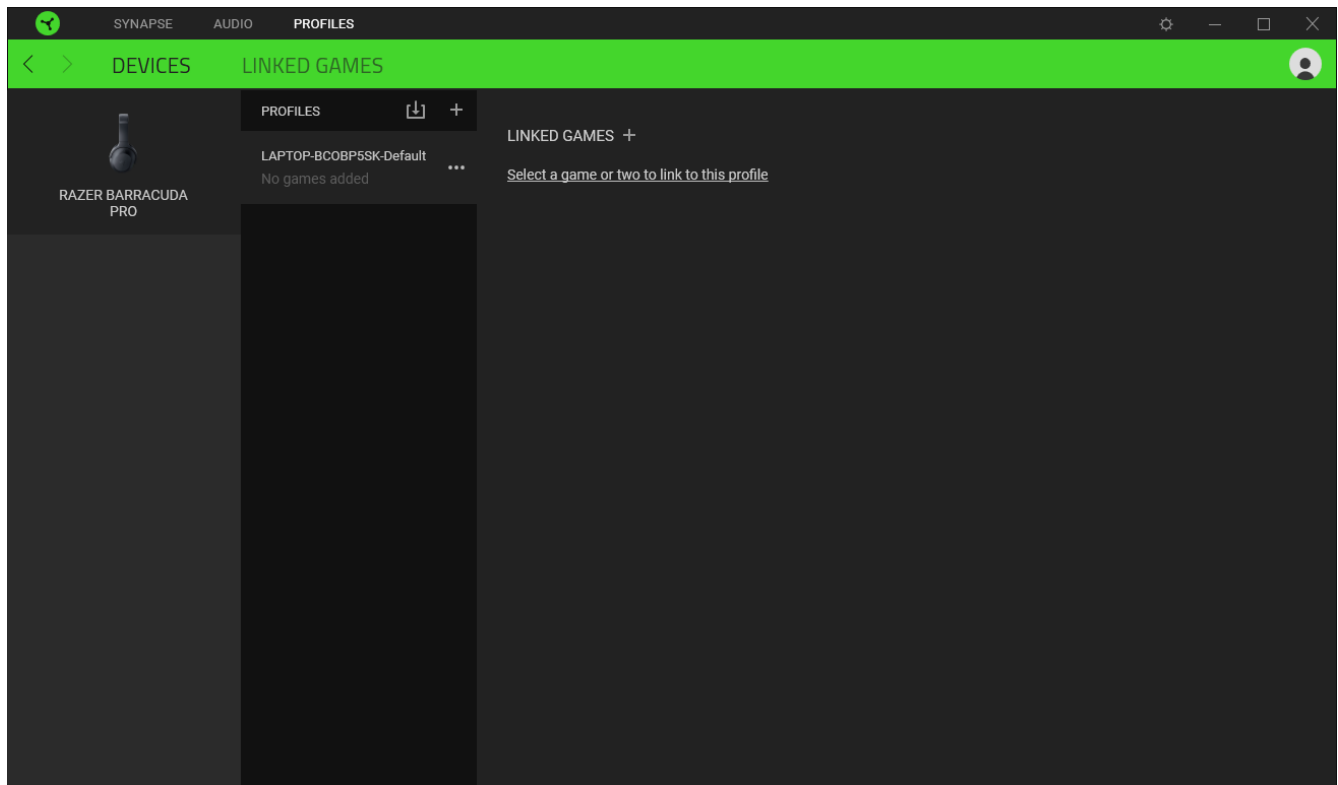 SYNAPSE AUDIO PROFILES
DEVICES LINKED GAMES
RAZER BARRACUDA
PRO
PROFILES
LAPTOP-BCOBP5SK-Default
No games added
LINKED GAMES
Select a game or two to link to this profile